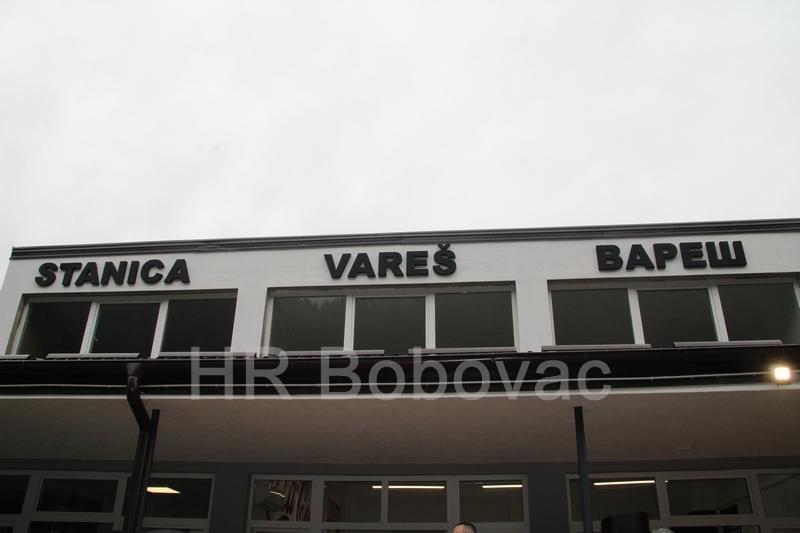 STANICA VAREŠ ВАРЕШ
HR Bobovac